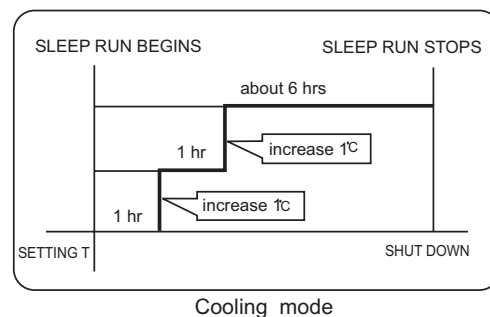 SLEEP RUN BEGINS
SLEEP RUN STOPS
about 6 hrs
1 hr
increase 1℃
1 hr
increase 1℃
SETTING T
SHUT DOWN
Cooling mode